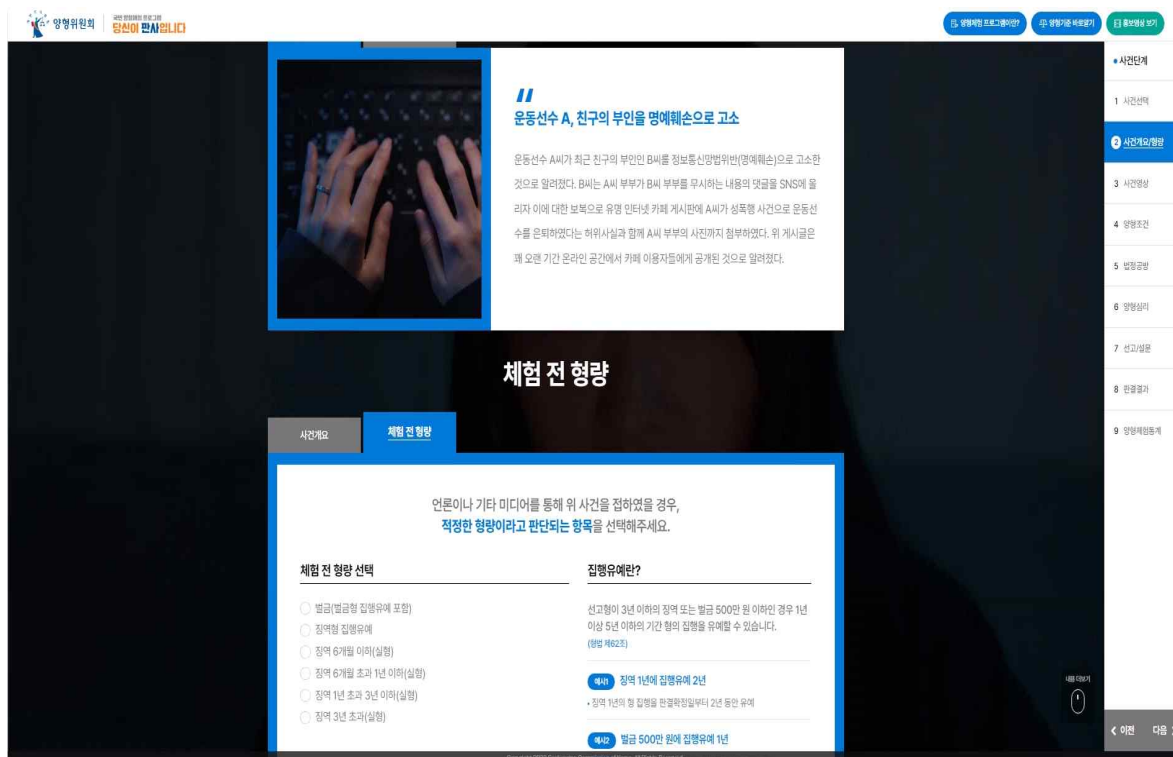 양형위원회
국민 양형체험 프로그램
당신이 판사입니다
양형체험 프로그램이란?
양형기준 바로알기
홍보영상 보기
운동선수 A, 친구의 부인을 명예훼손으로 고소
운동선수 A씨가 최근 친구의 부인인 B씨를 정보통신망법위반(명예훼손)으로 고소한
것으로 알려졌다. B씨는 A씨 부부가 B씨 부부를 무시하는 내용의 댓글을 SNS에 올
리자 이에 대한 보복으로 유명 인터넷 카페 게시판에 A씨가 성폭행 사건으로 운동선
수를 은퇴하였다는 허위사실과 함께 A씨 부부의 사진까지 첨부하였다. 위 게시글은
꽤 오랜 기간 온라인 공간에서 카페 이용자들에게 공개된 것으로 알려졌다.
체험 전 형량
사건개요
체험 전 형량
언론이나 기타 미디어를 통해 위 사건을 접하였을 경우,
적정한 형량이라고 판단되는 항목을 선택해주세요.
체험 전 형량 선택
벌금(벌금형 집행유예 포함)
징역형 집행유예
징역 6개월 이하(실형)
징역 6개월 초과 1년 이하(실형)
징역 1년 초과 3년 이하(실형)
징역 3년 초과(실형)
집행유예란?
선고형이 3년 이하의 징역 또는 벌금 500만 원 이하인 경우 1년
이상 5년 이하의 기간 형의 집행을 유예할 수 있습니다.
(형법 제62조)
예시1 징역 1년에 집행유예 2년
• 징역 1년의 형 집행을 판결확정일부터 2년 동안 유예
예시2 벌금 500만 원에 집행유예 1년
• 사건단계
1 사건선택
2 사건개요/형량
3 사건영상
4 양형조건
5 법정공방
6 양형심리
7 선고/설문
8 판결결과
9 양형체험통계
내용 더보기
이전 다음